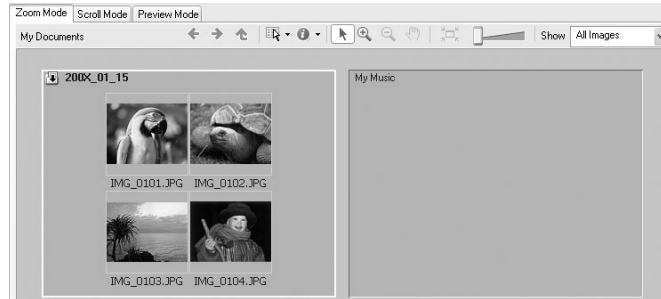 Zoom Mode Scroll Mode Preview Mode
My Documents Show All Images
200X_01_15 My Music
IMG_0101.JPG IMG_0102.JPG
IMG_0103.JPG IMG_0104.JPG